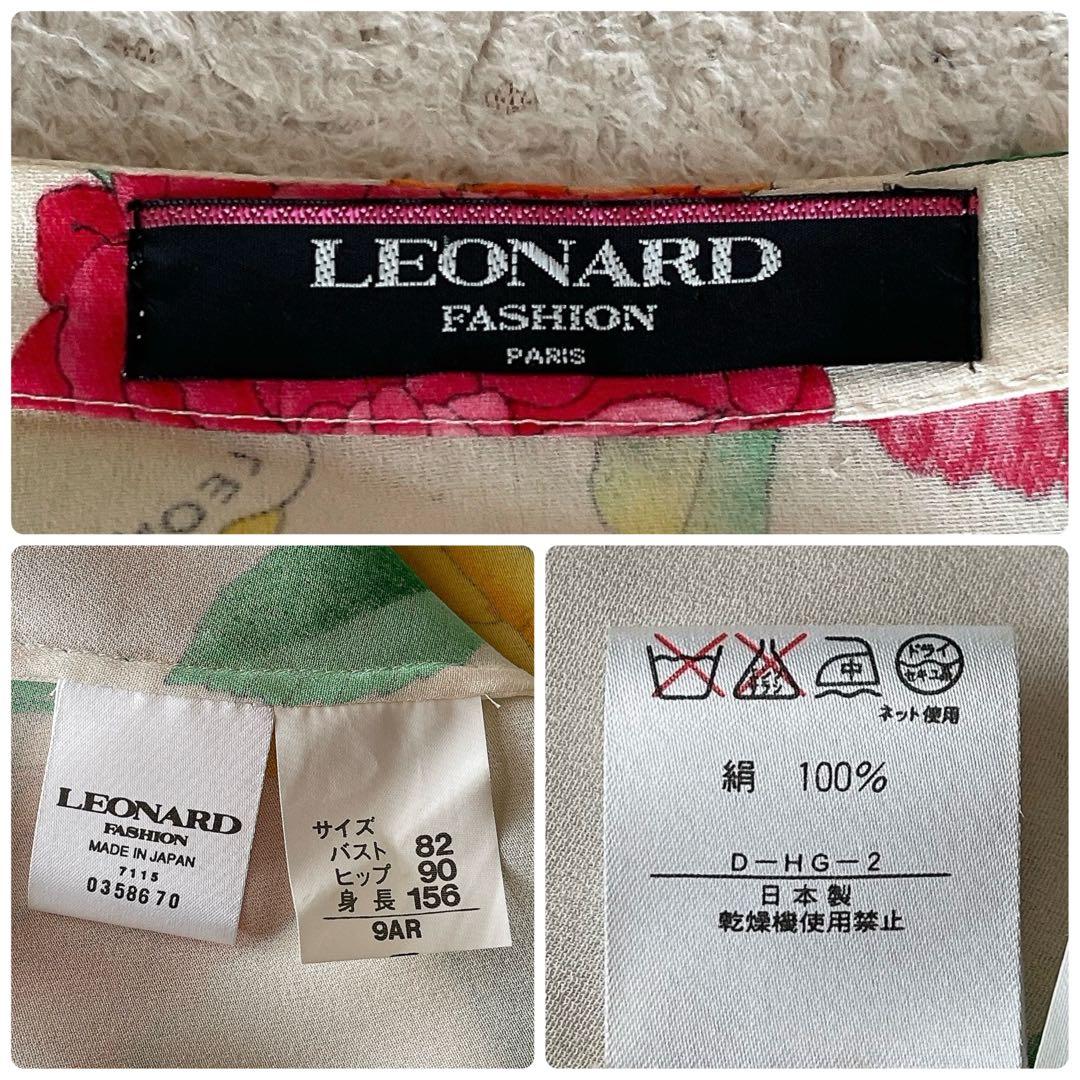 LEONARD
FASHION
PARIS
LEONARD
FASHION
MADE IN JAPAN
7115
0358670
サイズ
バスト 82
ヒップ 90
身長 156
9AR
中
ドライ
セキユ系
ネット使用
絹 100%
D-HG-2
日本製
乾燥機使用禁止